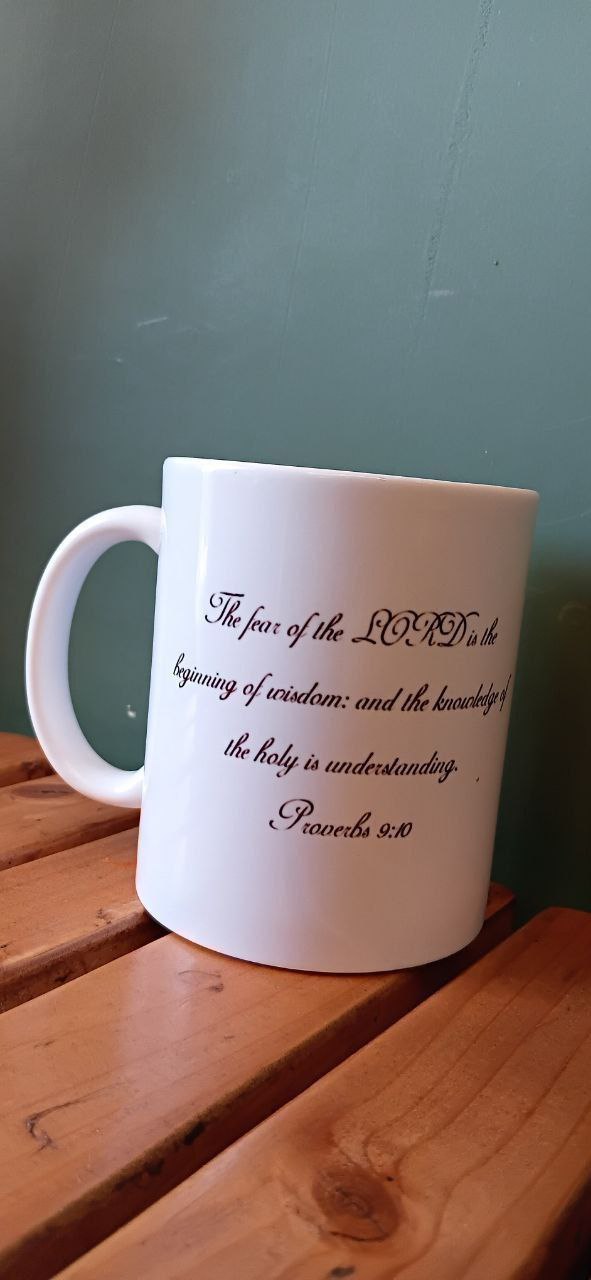 The fear of the LORD is the
beginning of wisdom: and the knowledge of
the holy is understanding.
Proverbs 9:10